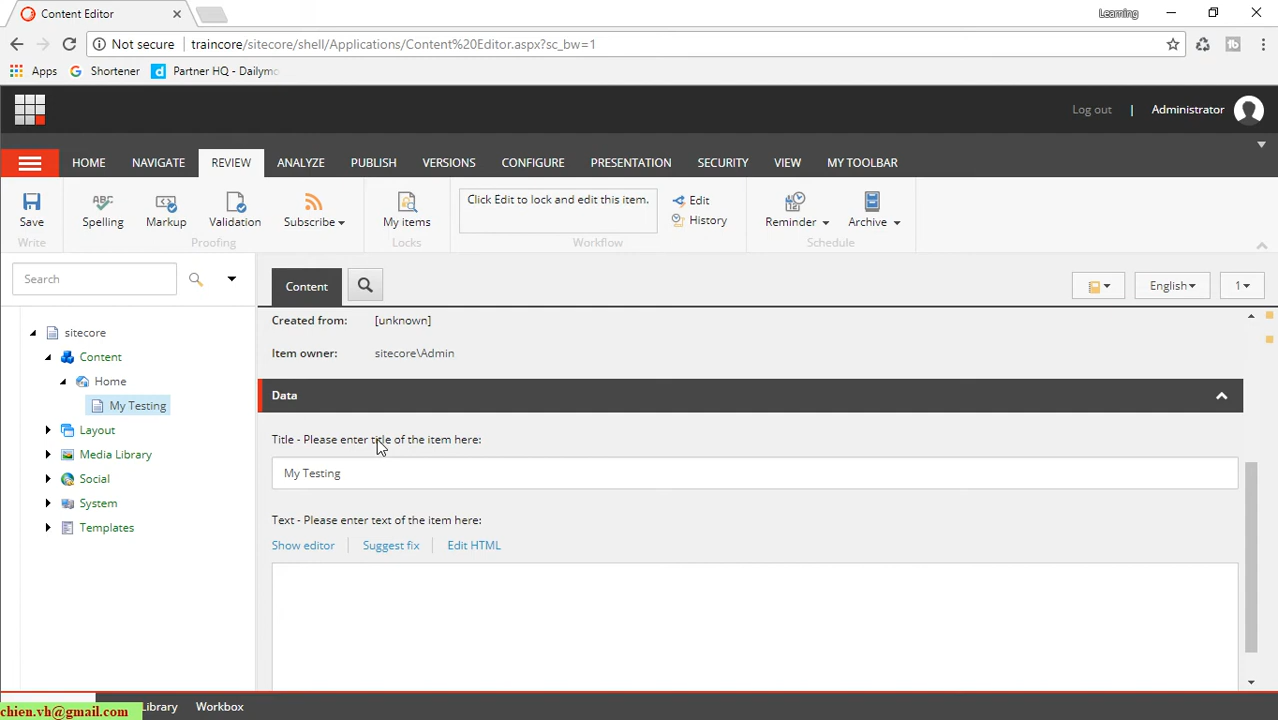 Content Editor
Learning
Not secure
traincore/sitecore/shell/Applications/Content%20Editor.aspx?sc_bw=1
Apps
Shortener
Partner HQ - Dailymo
Log out | Administrator
HOME
NAVIGATE
REVIEW
ANALYZE
PUBLISH
VERSIONS
CONFIGURE
PRESENTATION
SECURITY
VIEW
MY TOOLBAR
Save
Write
ABC
Spelling
Markup
Validation
Proofing
Subscribe
My items
Locks
Click Edit to lock and edit this item.
Edit
History
Workflow
Reminder
Archive
Schedule
Search
sitecore
Content
Home
My Testing
Layout
Media Library
Social
System
Templates
Content
English
1
Created from: [unknown]
Item owner: sitecore\Admin
Data
Title - Please enter title of the item here:
My Testing
Text - Please enter text of the item here:
Show editor
Suggest fix
Edit HTML
chien.vh@gmail.com
Library
Workbox